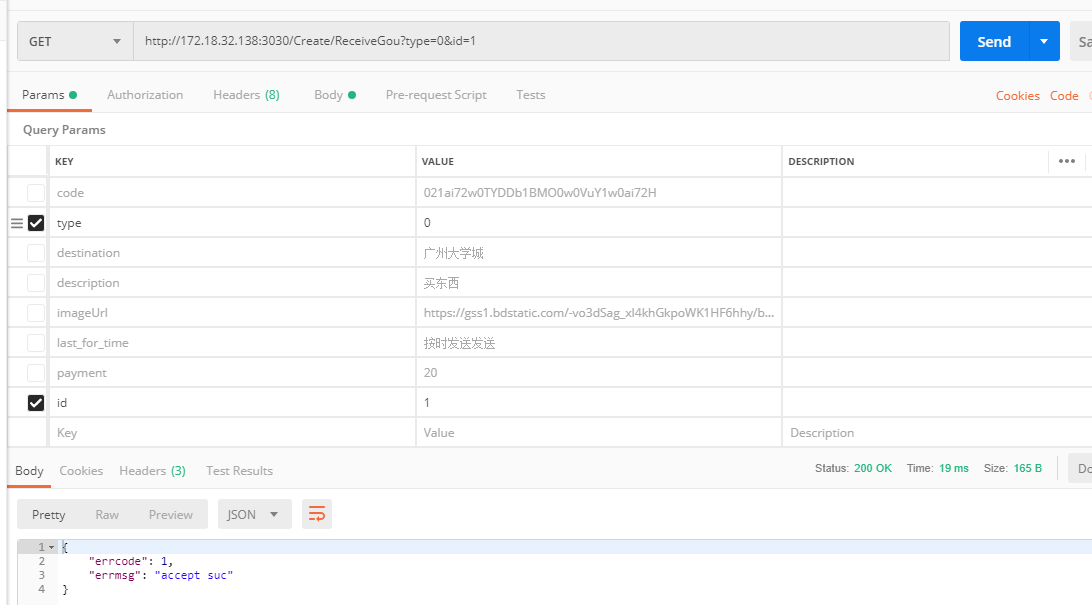 GET http://172.18.32.138:3030/Create/ReceiveGou?type=0&id=1 Send Sa
Params Authorization Headers (8) Body Pre-request Script Tests Cookies Code
Query Params
KEY VALUE DESCRIPTION
code 021ai72w0TYDDb1BMO0w0VuY1w0ai72H
type 0
destination 广州大学城
description 买东西
imageUrl https://gss1.bdstatic.com/-vo3dSag_xl4khGkpoWK1HF6hhy/b...
last_for_time 按时发送发送
payment 20
id 1
Key Value Description
Body Cookies Headers (3) Test Results Status: 200 OK Time: 19 ms Size: 165 B Do
Pretty Raw Preview JSON
1 {
2 "errcode": 1,
3 "errmsg": "accept suc"
4 }